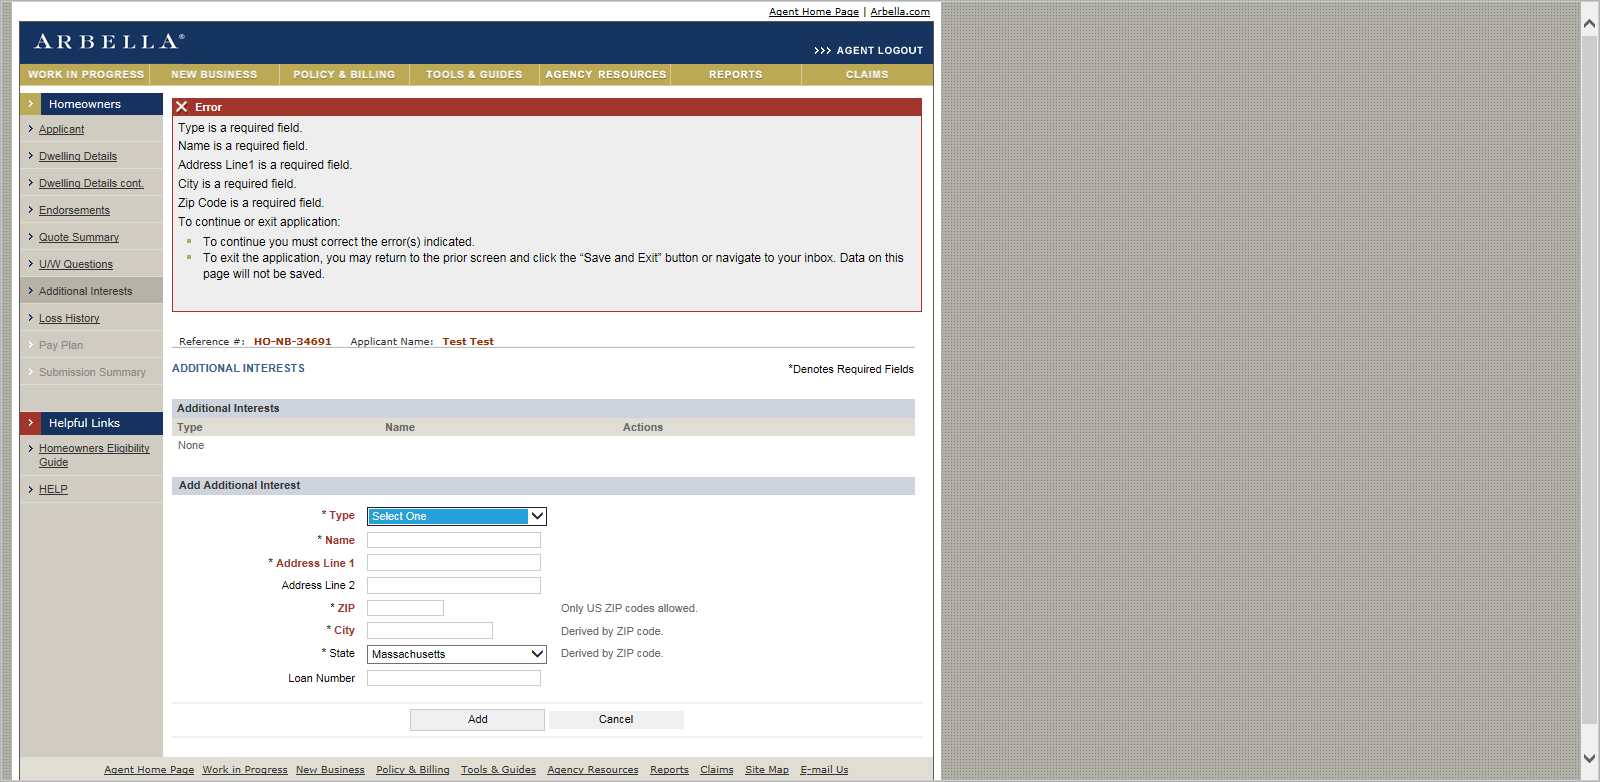 Agent Home Page | Arbella.com
ARBELLA®
>>> AGENT LOGOUT
WORK IN PROGRESS NEW BUSINESS POLICY & BILLING TOOLS & GUIDES AGENCY RESOURCES REPORTS CLAIMS
Homeowners
Applicant
Dwelling Details
Dwelling Details cont.
Endorsements
Quote Summary
U/W Questions
Additional Interests
Loss History
Pay Plan
Submission Summary
Helpful Links
Homeowners Eligibility
Guide
HELP
Error
Type is a required field.
Name is a required field.
Address Line1 is a required field.
City is a required field.
Zip Code is a required field.
To continue or exit application:
To continue you must correct the error(s) indicated.
To exit the application, you may return to the prior screen and click the “Save and Exit” button or navigate to your inbox. Data on this
page will not be saved.
Reference #: HO-NB-34691 Applicant Name: Test Test
ADDITIONAL INTERESTS *Denotes Required Fields
Additional Interests
Type Name Actions
None
Add Additional Interest
* Type Select One
* Name
* Address Line 1
Address Line 2
* ZIP Only US ZIP codes allowed.
* City Derived by ZIP code.
* State Massachusetts Derived by ZIP code.
Loan Number
Add Cancel
Agent Home Page Work in Progress New Business Policy & Billing Tools & Guides Agency Resources Reports Claims Site Map E-mail Us